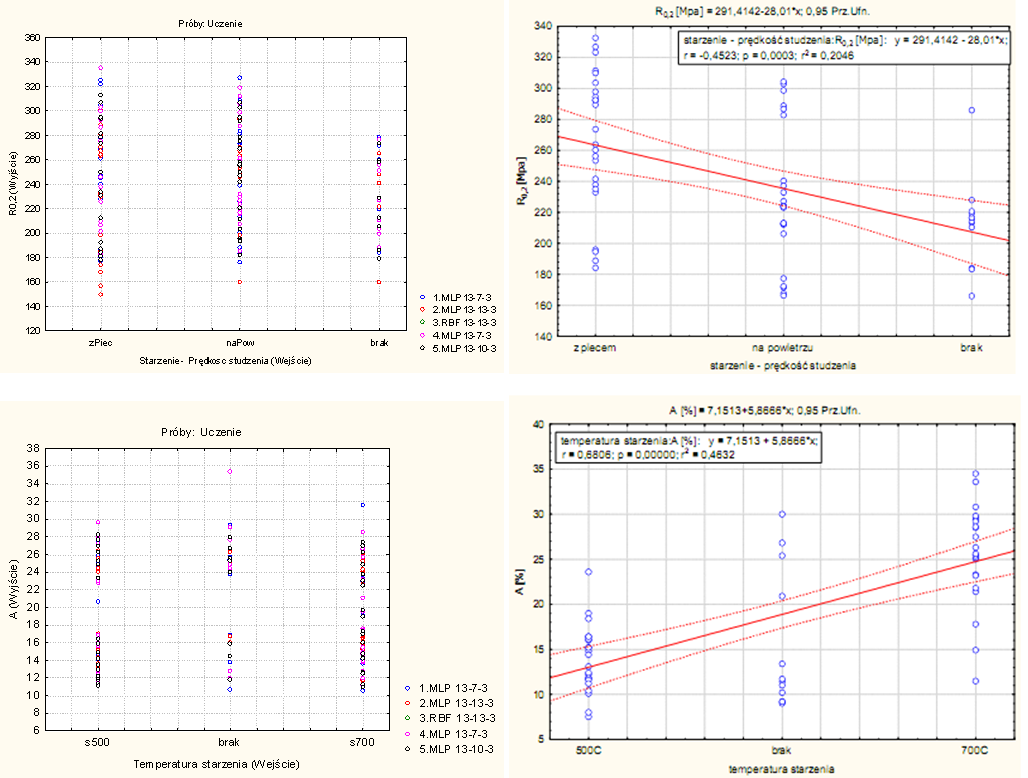 Próby: Uczenie
R0,2 (Wyjście)
360
340
320
300
280
260
240
220
200
180
160
140
120
zPiec naPow brak
Starzenie- Prędkosc studzenia (Wejście)
1.MLP 13-7-3
2.MLP 13-13-3
3.RBF 13-13-3
4.MLP 13-7-3
5.MLP 13-10-3
R0,2 [Mpa] = 291,4142-28,01*x; 0,95 Prz.Ufn.
starzenie - prędkość studzenia:R0,2 [Mpa]: y = 291,4142 - 28,01*x;
r = -0,4523; p = 0,0003; r² = 0,2046
R0,2 [Mpa]
340
320
300
280
260
240
220
200
180
160
140
z piecem na powietrzu brak
starzenie - prędkość studzenia
Próby: Uczenie
A (Wyjście)
38
36
34
32
30
28
26
24
22
20
18
16
14
12
10
8
6
s500 brak s700
Temperatura starzenia (Wejście)
1.MLP 13-7-3
2.MLP 13-13-3
3.RBF 13-13-3
4.MLP 13-7-3
5.MLP 13-10-3
A [%] = 7,1513+5,8666*x; 0,95 Prz.Ufn.
temperatura starzenia:A [%]: y = 7,1513 + 5,8666*x;
r = 0,6806; p = 0,00000; r² = 0,4632
A [%]
40
35
30
25
20
15
10
5
500C brak 700C
temperatura starzenia